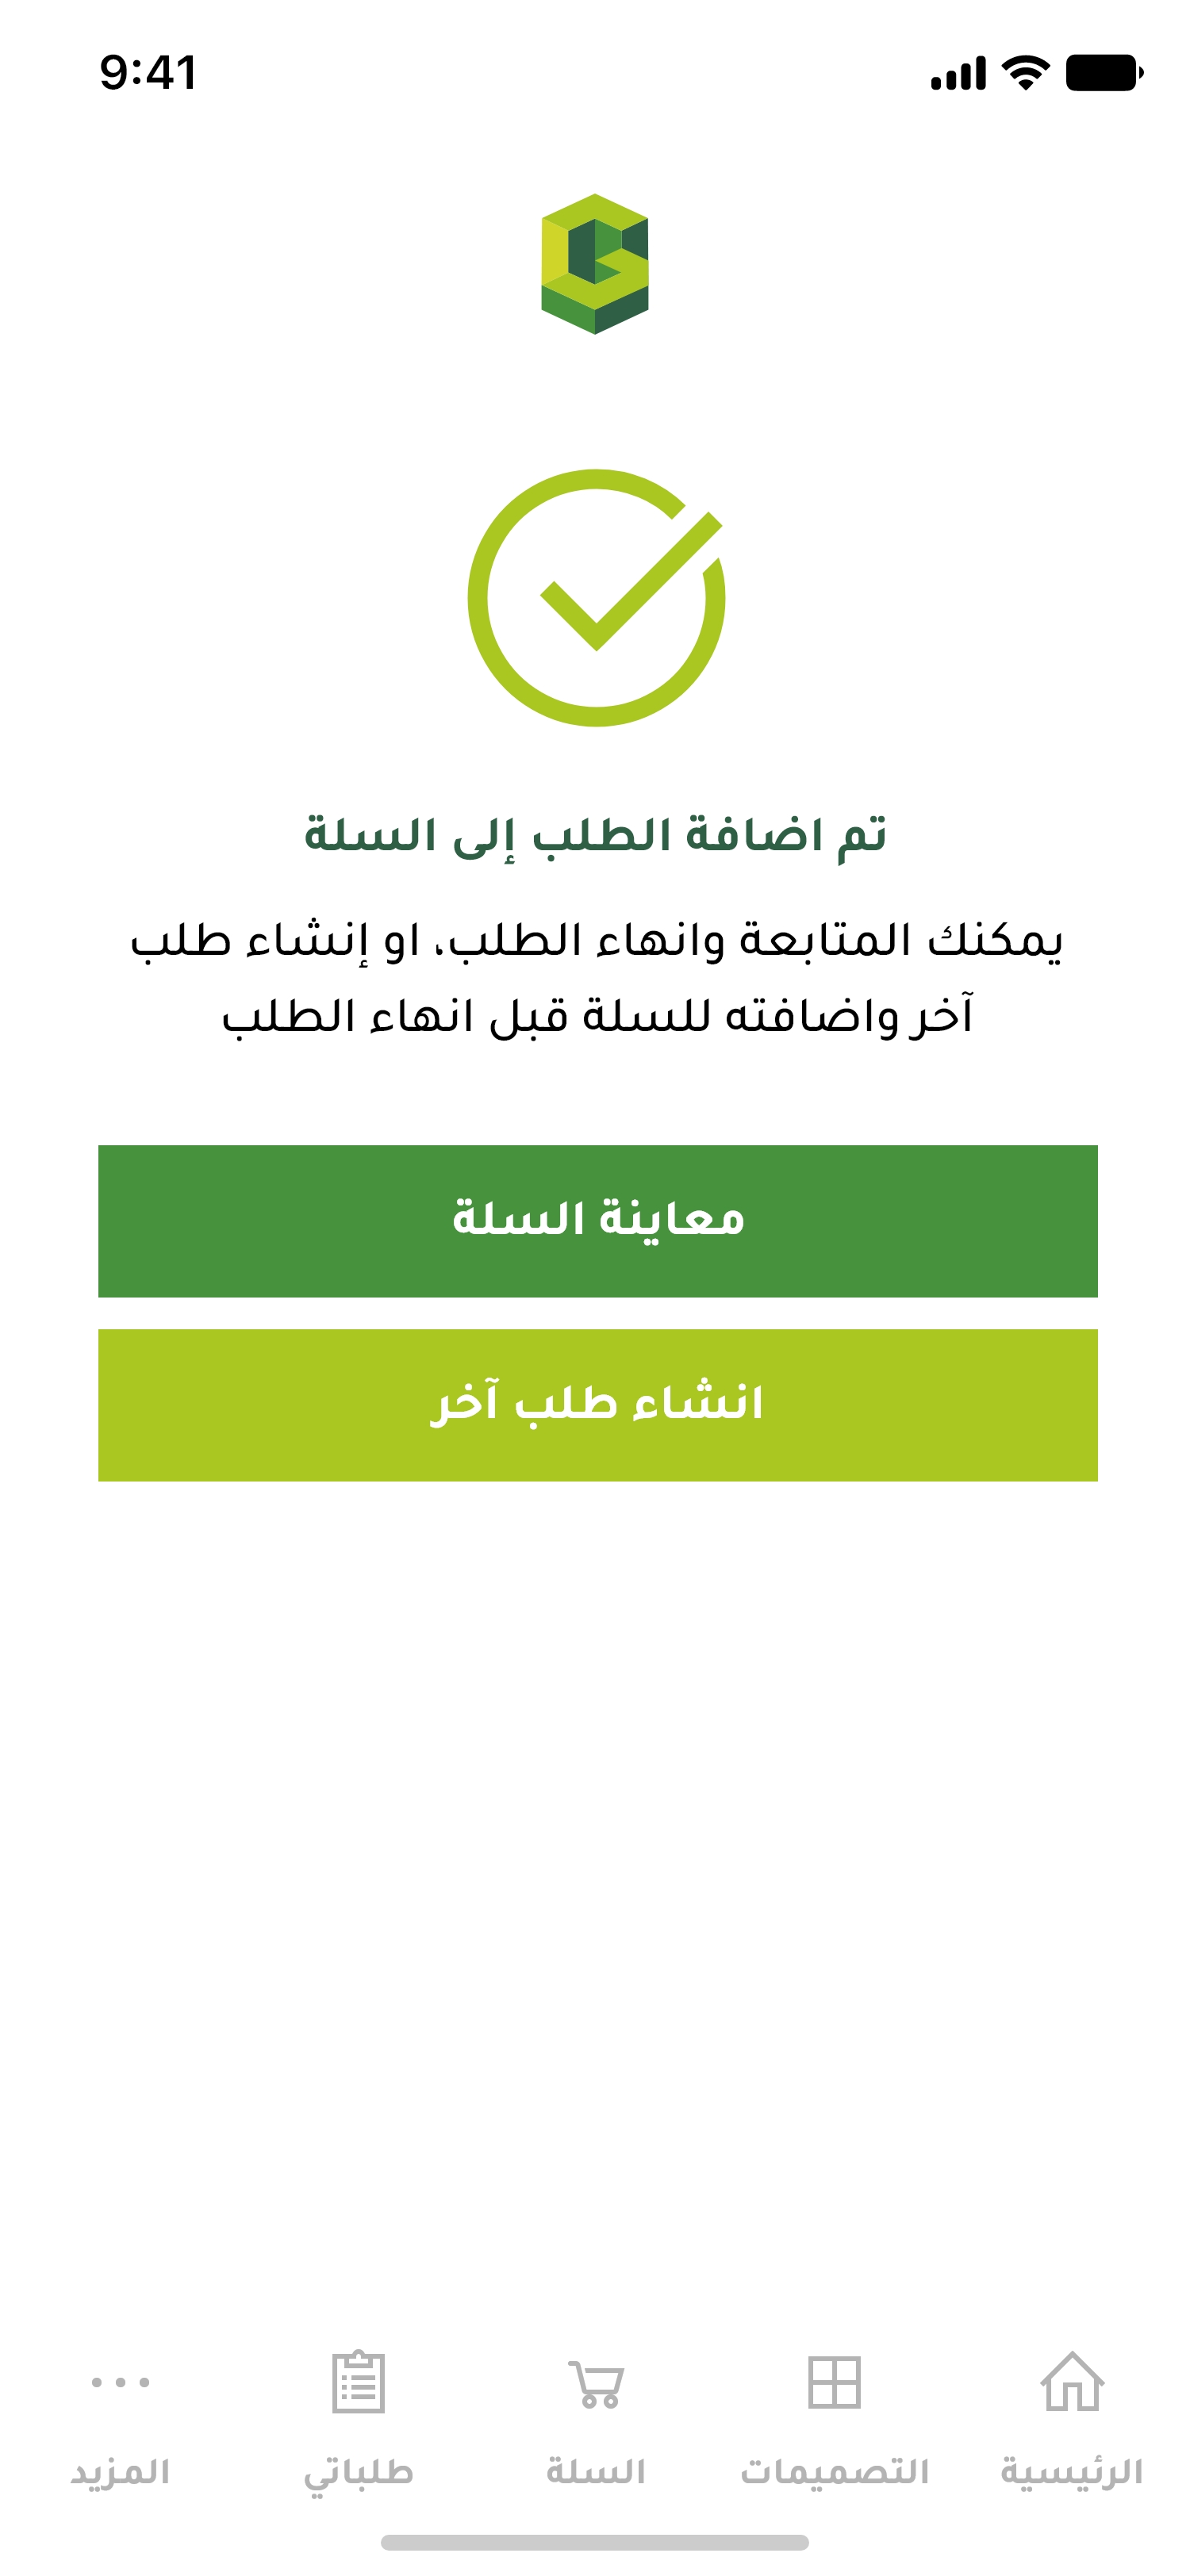 9:41
تم اضافة الطلب إلى السلة
يمكنك المتابعة وانهاء الطلب، او إنشاء طلب
آخر واضافته للسلة قبل انهاء الطلب
معاينة السلة
انشاء طلب آخر
الرئيسية
التصميمات
السلة
طلباتي
المزيد